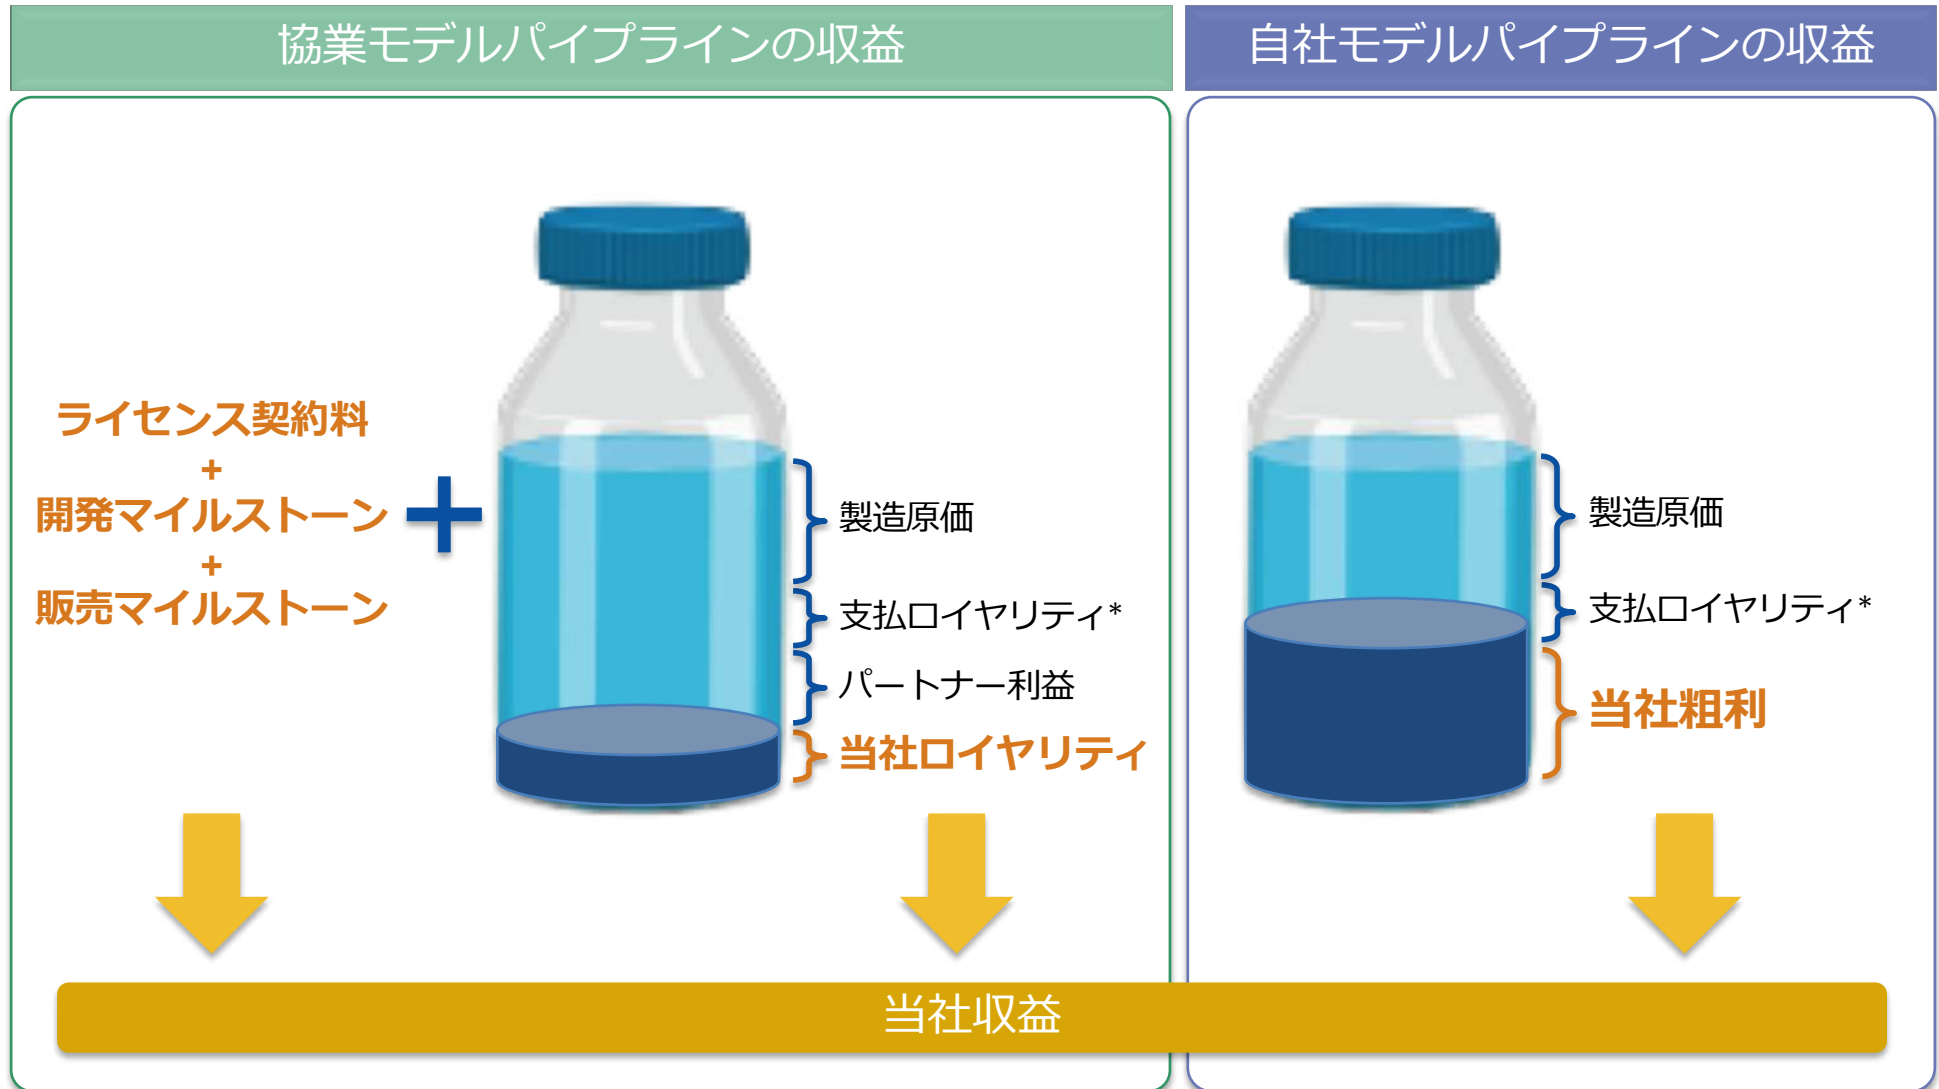 協業モデルパイプラインの収益
ライセンス契約料
+
開発マイルストーン
+
販売マイルストーン
+
製造原価
支払ロイヤリティ*
パートナー利益
当社ロイヤリティ
自社モデルパイプラインの収益
製造原価
支払ロイヤリティ*
当社粗利
当社収益